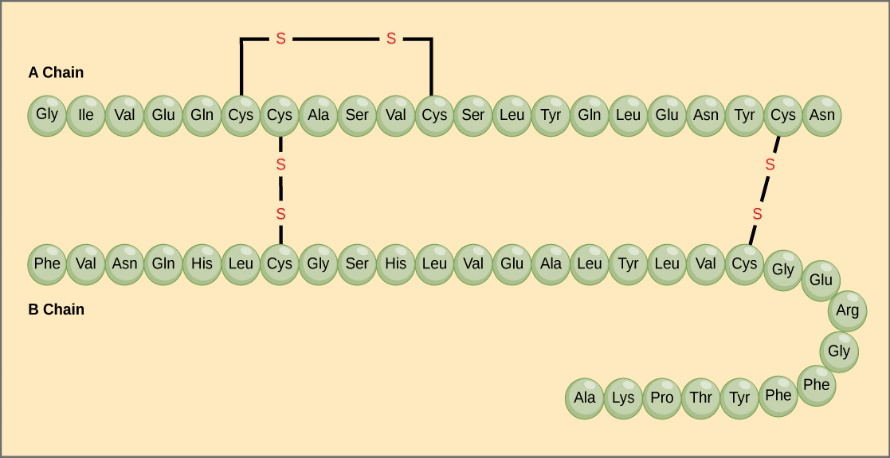 S S
A Chain
Gly Ile Val Glu Gln Cys Cys Ala Ser Val Cys Ser Leu Tyr Gln Leu Glu Asn Tyr Cys Asn
S S
S S
Phe Val Asn Gln His Leu Cys Gly Ser His Leu Val Glu Ala Leu Tyr Leu Val Cys Gly Glu
B Chain Arg
Gly
Ala Lys Pro Thr Tyr Phe Phe